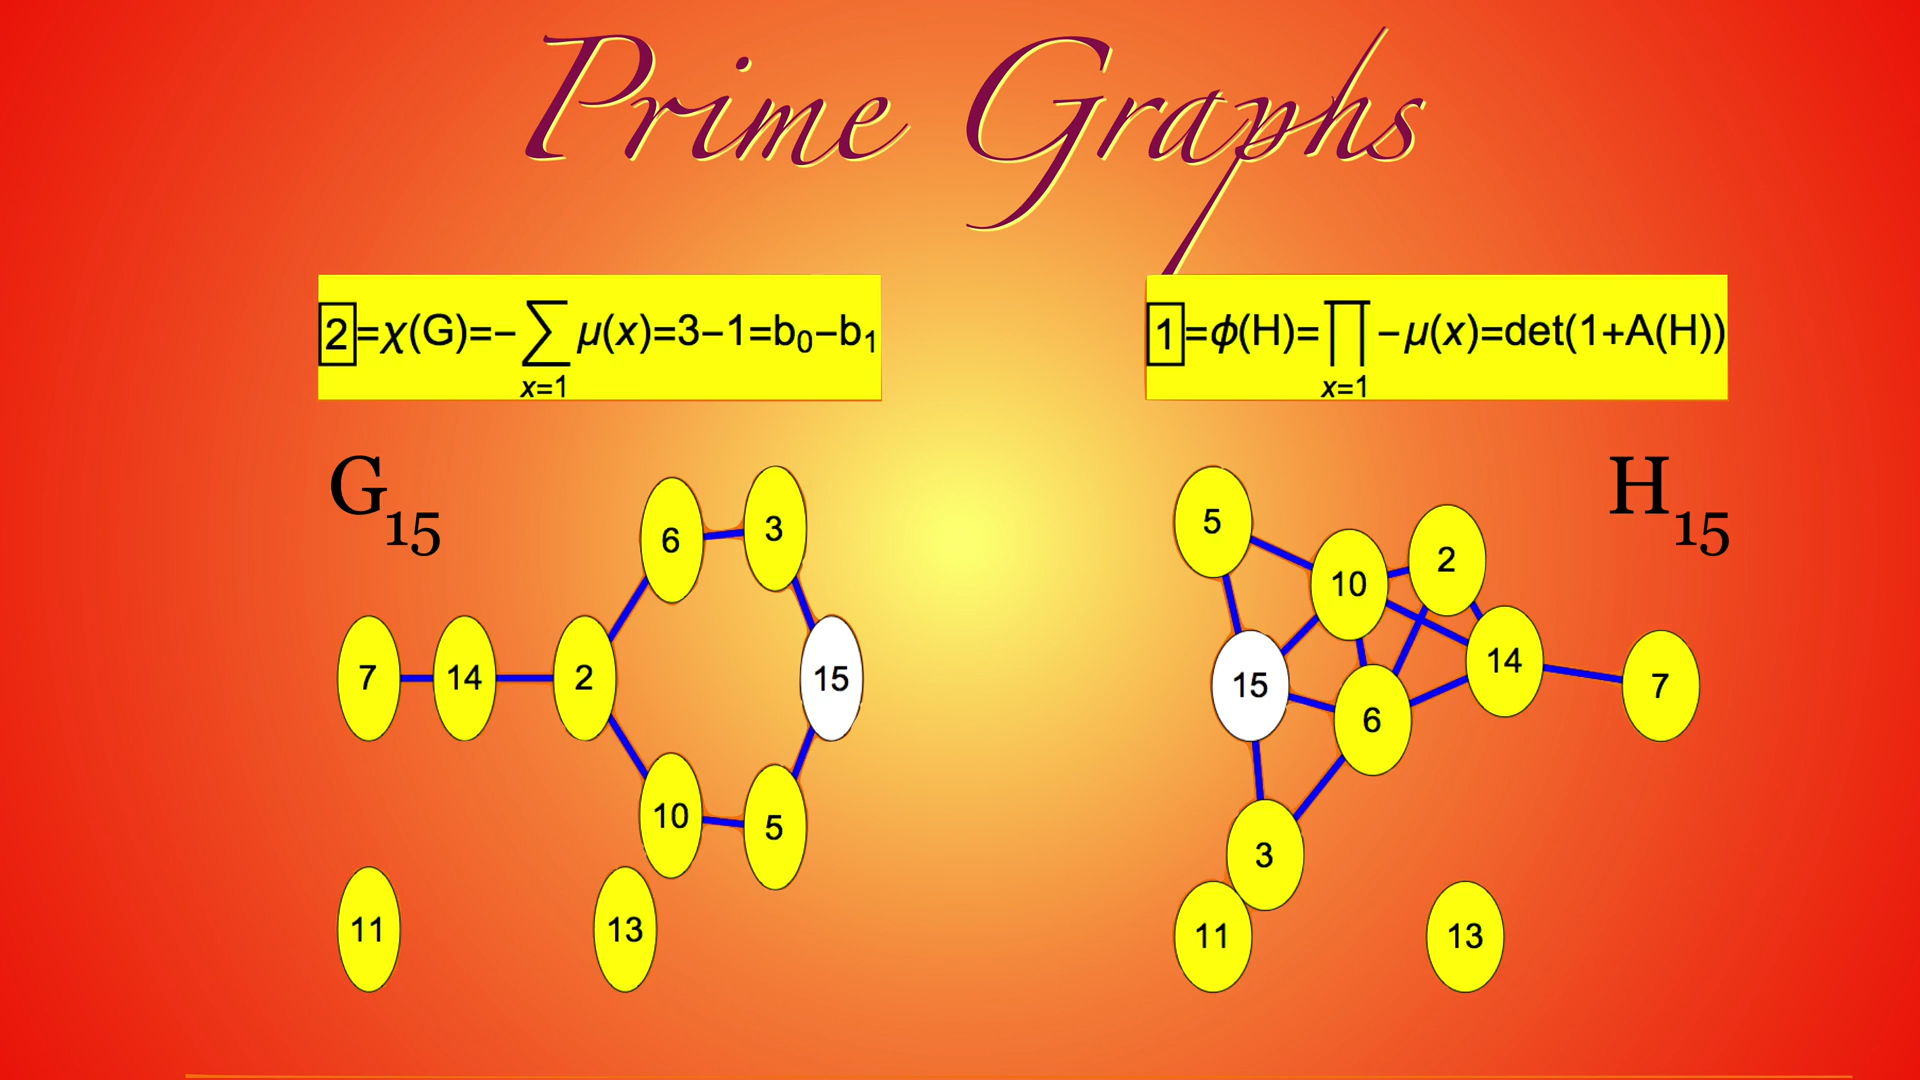 Prime Graphs
2=χ(G)=−∑μ(x)=3−1=b₀−b₁
x=1
1=ϕ(H)=∏−μ(x)=det(1+A(H))
x=1
G₁₅
6 3
7 14 2 15
10 5
11 13
H₁₅
5 10 2
15 6 14 7
3
11 13